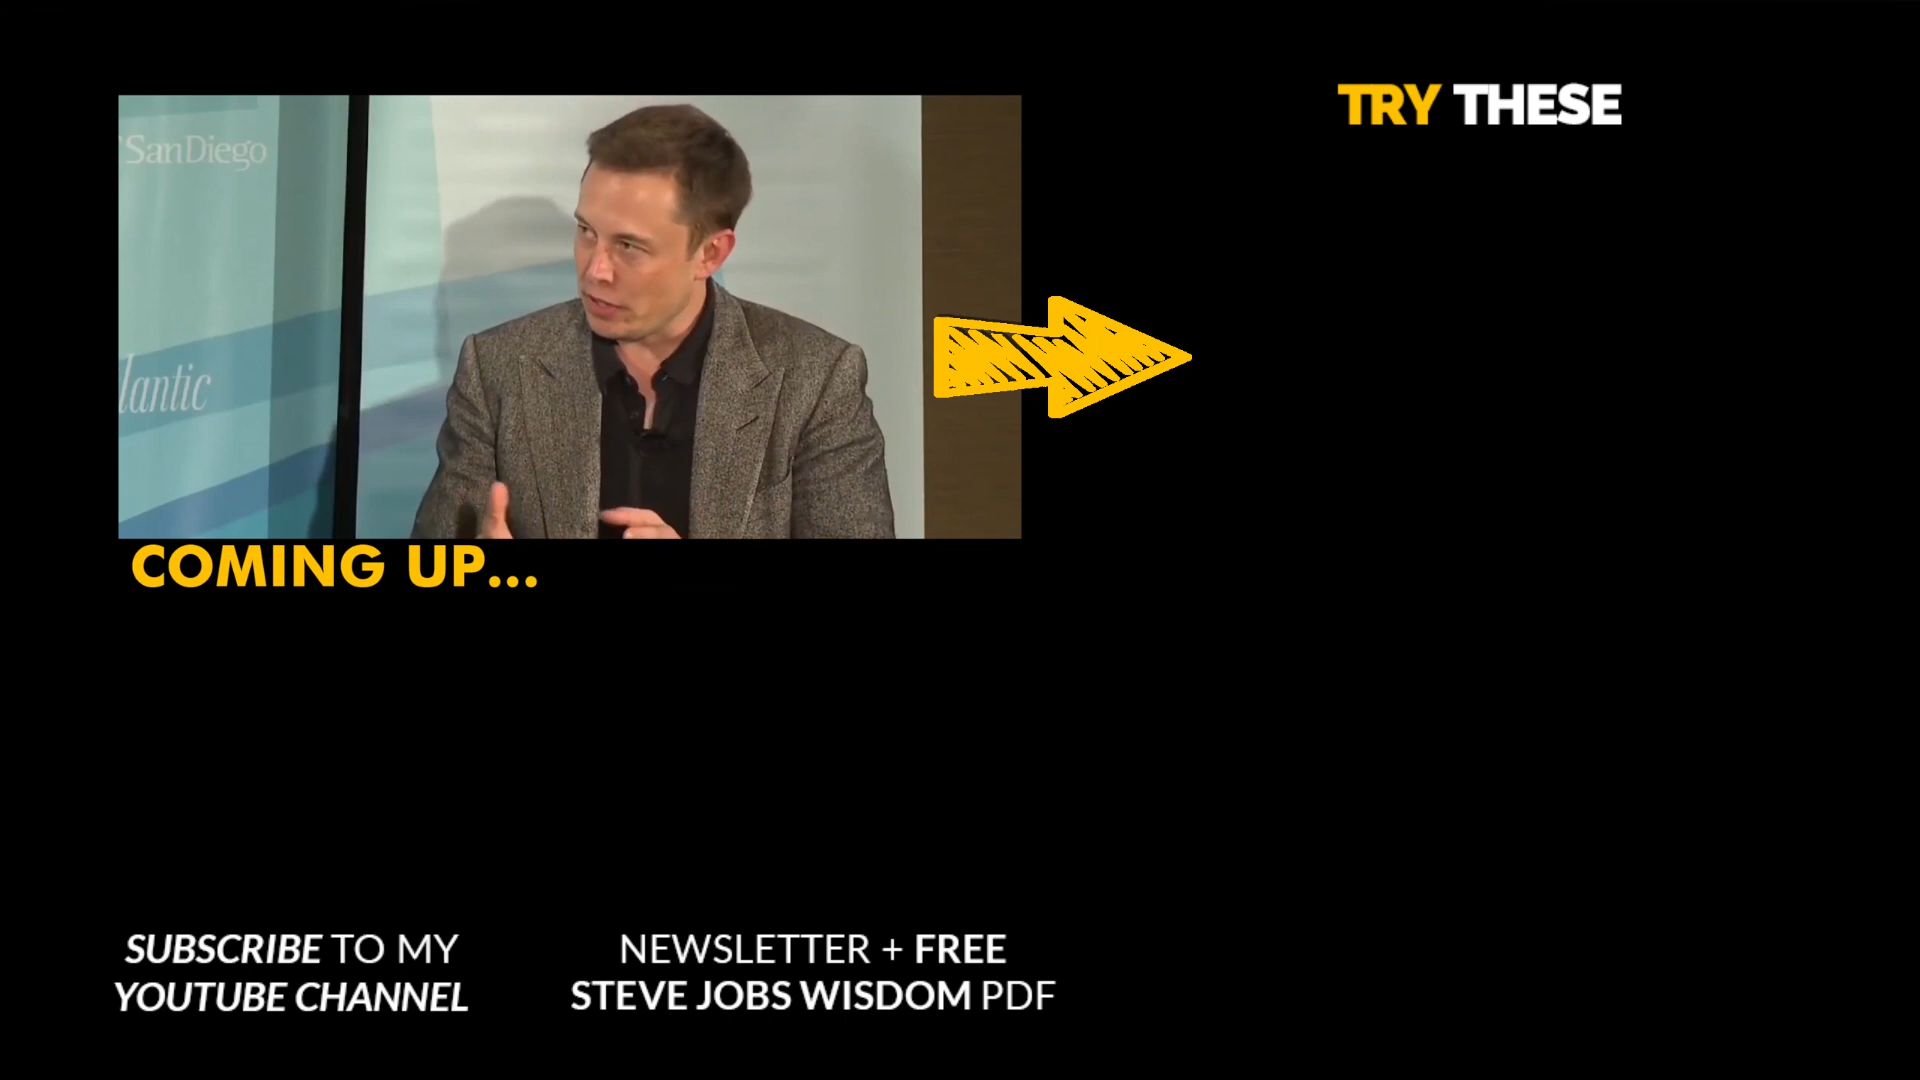 TRY THESE
SanDiego
lantic
COMING UP...
SUBSCRIBE TO MY
YOUTUBE CHANNEL
NEWSLETTER + FREE
STEVE JOBS WISDOM PDF